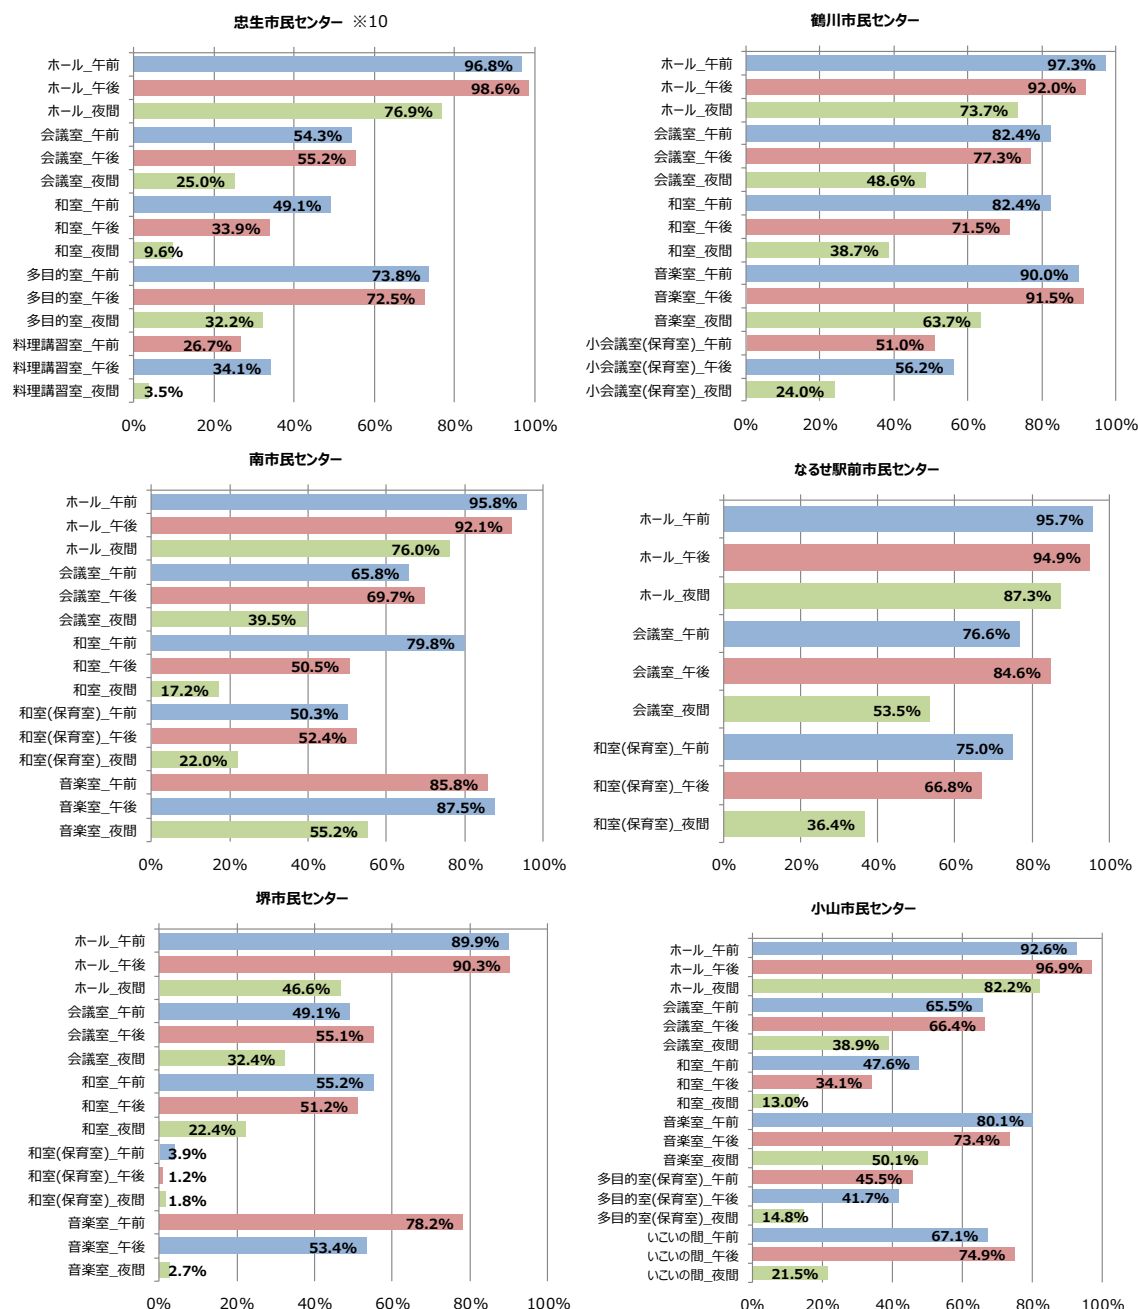 忠生市民センター ※10
ホール_午前 96.8%
ホール_午後 98.6%
ホール_夜間 76.9%
会議室_午前 54.3%
会議室_午後 55.2%
会議室_夜間 25.0%
和室_午前 49.1%
和室_午後 33.9%
和室_夜間 9.6%
多目的室_午前 73.8%
多目的室_午後 72.5%
多目的室_夜間 32.2%
料理講習室_午前 26.7%
料理講習室_午後 34.1%
料理講習室_夜間 3.5%
0% 20% 40% 60% 80% 100%
鶴川市民センター
ホール_午前 97.3%
ホール_午後 92.0%
ホール_夜間 73.7%
会議室_午前 82.4%
会議室_午後 77.3%
会議室_夜間 48.6%
和室_午前 82.4%
和室_午後 71.5%
和室_夜間 38.7%
音楽室_午前 90.0%
音楽室_午後 91.5%
音楽室_夜間 63.7%
小会議室(保育室)_午前 51.0%
小会議室(保育室)_午後 56.2%
小会議室(保育室)_夜間 24.0%
0% 20% 40% 60% 80% 100%
南市民センター
ホール_午前 95.8%
ホール_午後 92.1%
ホール_夜間 76.0%
会議室_午前 65.8%
会議室_午後 69.7%
会議室_夜間 39.5%
和室_午前 79.8%
和室_午後 50.5%
和室_夜間 17.2%
和室(保育室)_午前 50.3%
和室(保育室)_午後 52.4%
和室(保育室)_夜間 22.0%
音楽室_午前 85.8%
音楽室_午後 87.5%
音楽室_夜間 55.2%
0% 20% 40% 60% 80% 100%
なるせ駅前市民センター
ホール_午前 95.7%
ホール_午後 94.9%
ホール_夜間 87.3%
会議室_午前 76.6%
会議室_午後 84.6%
会議室_夜間 53.5%
和室(保育室)_午前 75.0%
和室(保育室)_午後 66.8%
和室(保育室)_夜間 36.4%
0% 20% 40% 60% 80% 100%
堺市民センター
ホール_午前 89.9%
ホール_午後 90.3%
ホール_夜間 46.6%
会議室_午前 49.1%
会議室_午後 55.1%
会議室_夜間 32.4%
和室_午前 55.2%
和室_午後 51.2%
和室_夜間 22.4%
和室(保育室)_午前 3.9%
和室(保育室)_午後 1.2%
和室(保育室)_夜間 1.8%
音楽室_午前 78.2%
音楽室_午後 53.4%
音楽室_夜間 2.7%
0% 20% 40% 60% 80% 100%
小山市民センター
ホール_午前 92.6%
ホール_午後 96.9%
ホール_夜間 82.2%
会議室_午前 65.5%
会議室_午後 66.4%
会議室_夜間 38.9%
和室_午前 47.6%
和室_午後 34.1%
和室_夜間 13.0%
音楽室_午前 80.1%
音楽室_午後 73.4%
音楽室_夜間 50.1%
多目的室(保育室)_午前 45.5%
多目的室(保育室)_午後 41.7%
多目的室(保育室)_夜間 14.8%
いこいの間_午前 67.1%
いこいの間_午後 74.9%
いこいの間_夜間 21.5%
0% 20% 40% 60% 80% 100%